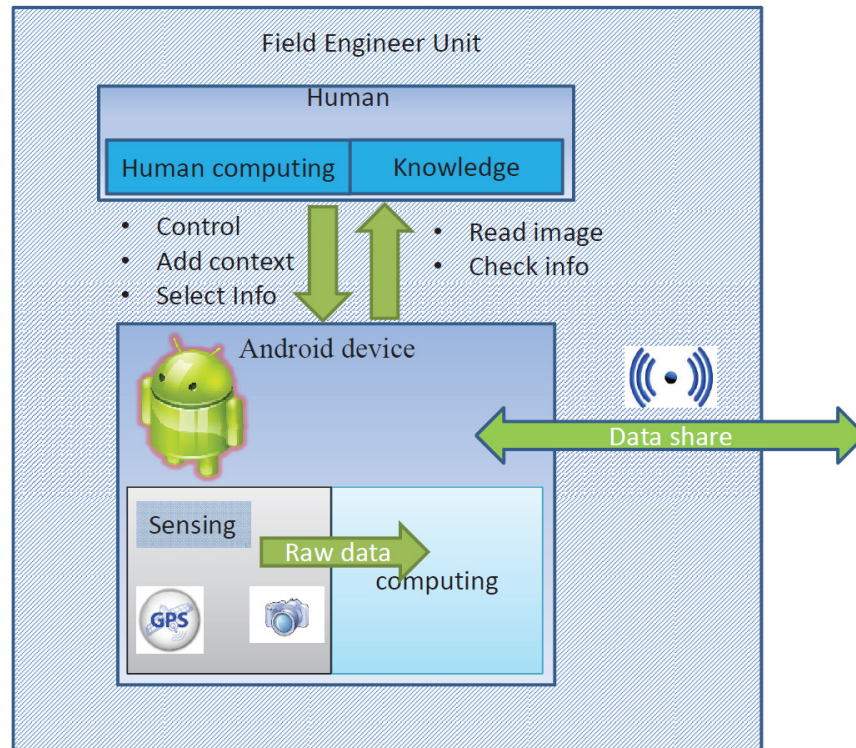 Field Engineer Unit
Human
Human computing
Knowledge
• Control
• Add context
• Select Info
• Read image
• Check info
Android device
Data share
Sensing
Raw data
computing
GPS